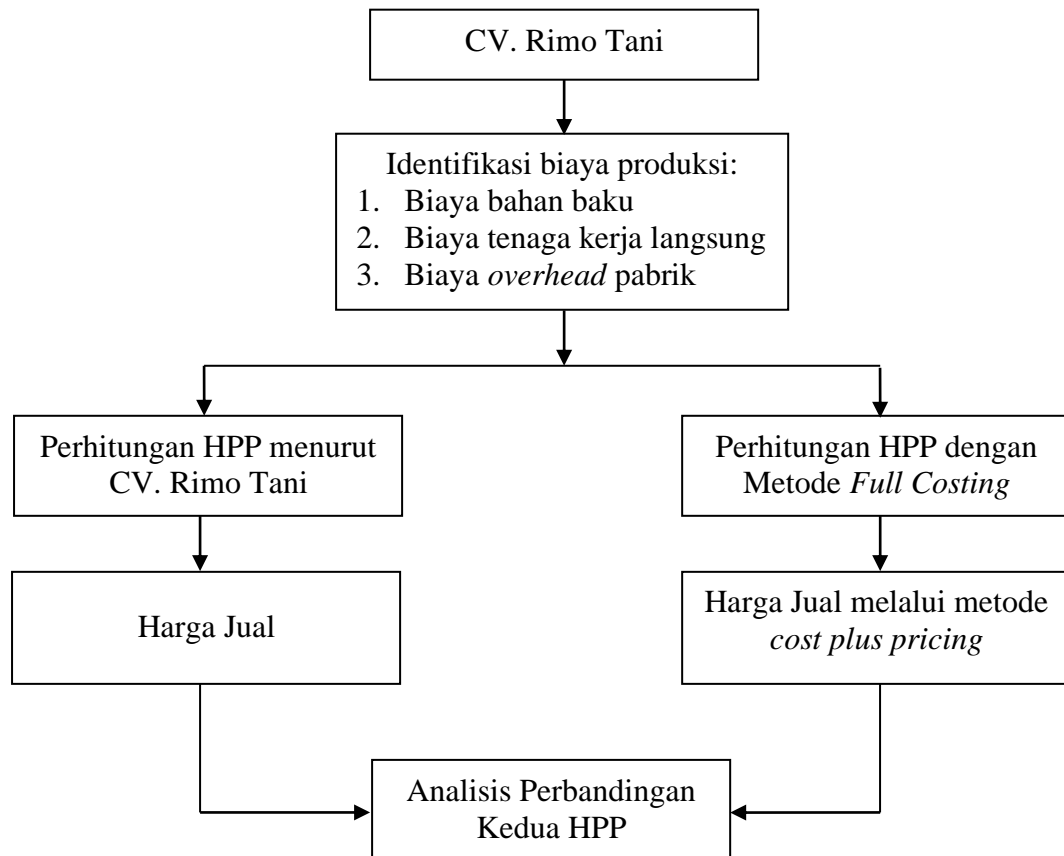 CV. Rimo Tani
Identifikasi biaya produksi:
1. Biaya bahan baku
2. Biaya tenaga kerja langsung
3. Biaya overhead pabrik
Perhitungan HPP menurut
CV. Rimo Tani
Perhitungan HPP dengan
Metode Full Costing
Harga Jual
Harga Jual melalui metode
cost plus pricing
Analisis Perbandingan
Kedua HPP